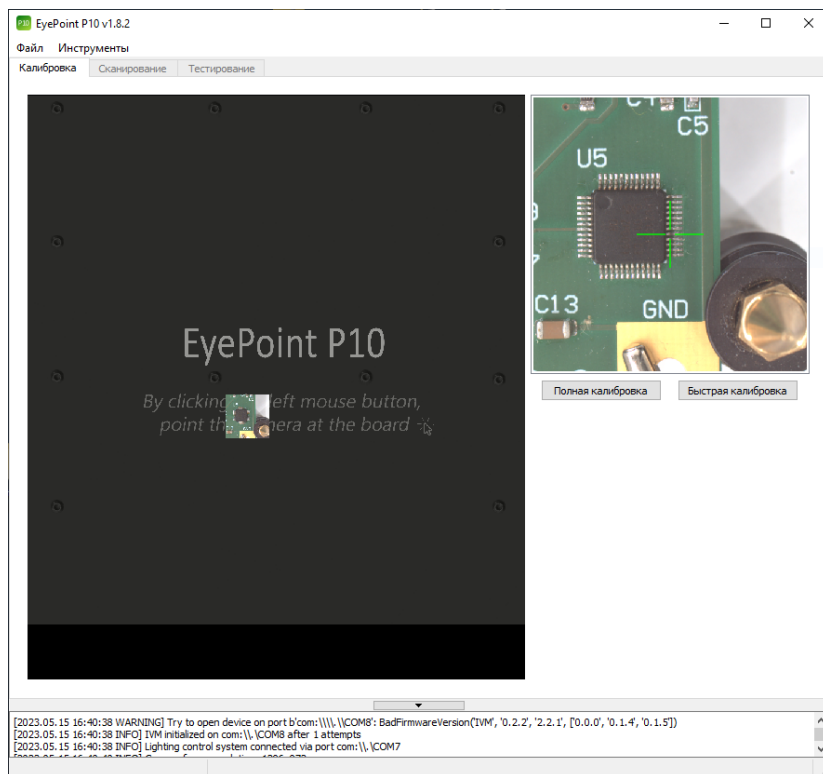 EyePoint P10 v1.8.2
Файл Инструменты
Калибровка Сканирование Тестирование
C5
U5
C13
GND
EyePoint P10
By clicking left mouse button,
point the camera at the board
Полная калибровка Быстрая калибровка
[2023.05.15 16:40:38 WARNING] Try to open device on port b'com:\\\\.\\COM8': BadFirmwareVersion('IVM', '0.2.2', '2.2.1', ['0.0.0', '0.1.4', '0.1.5'])
[2023.05.15 16:40:38 INFO] IVM initialized on com:\\.\COM8 after 1 attempts
[2023.05.15 16:40:38 INFO] Lighting control system connected via port com:\\.\COM7